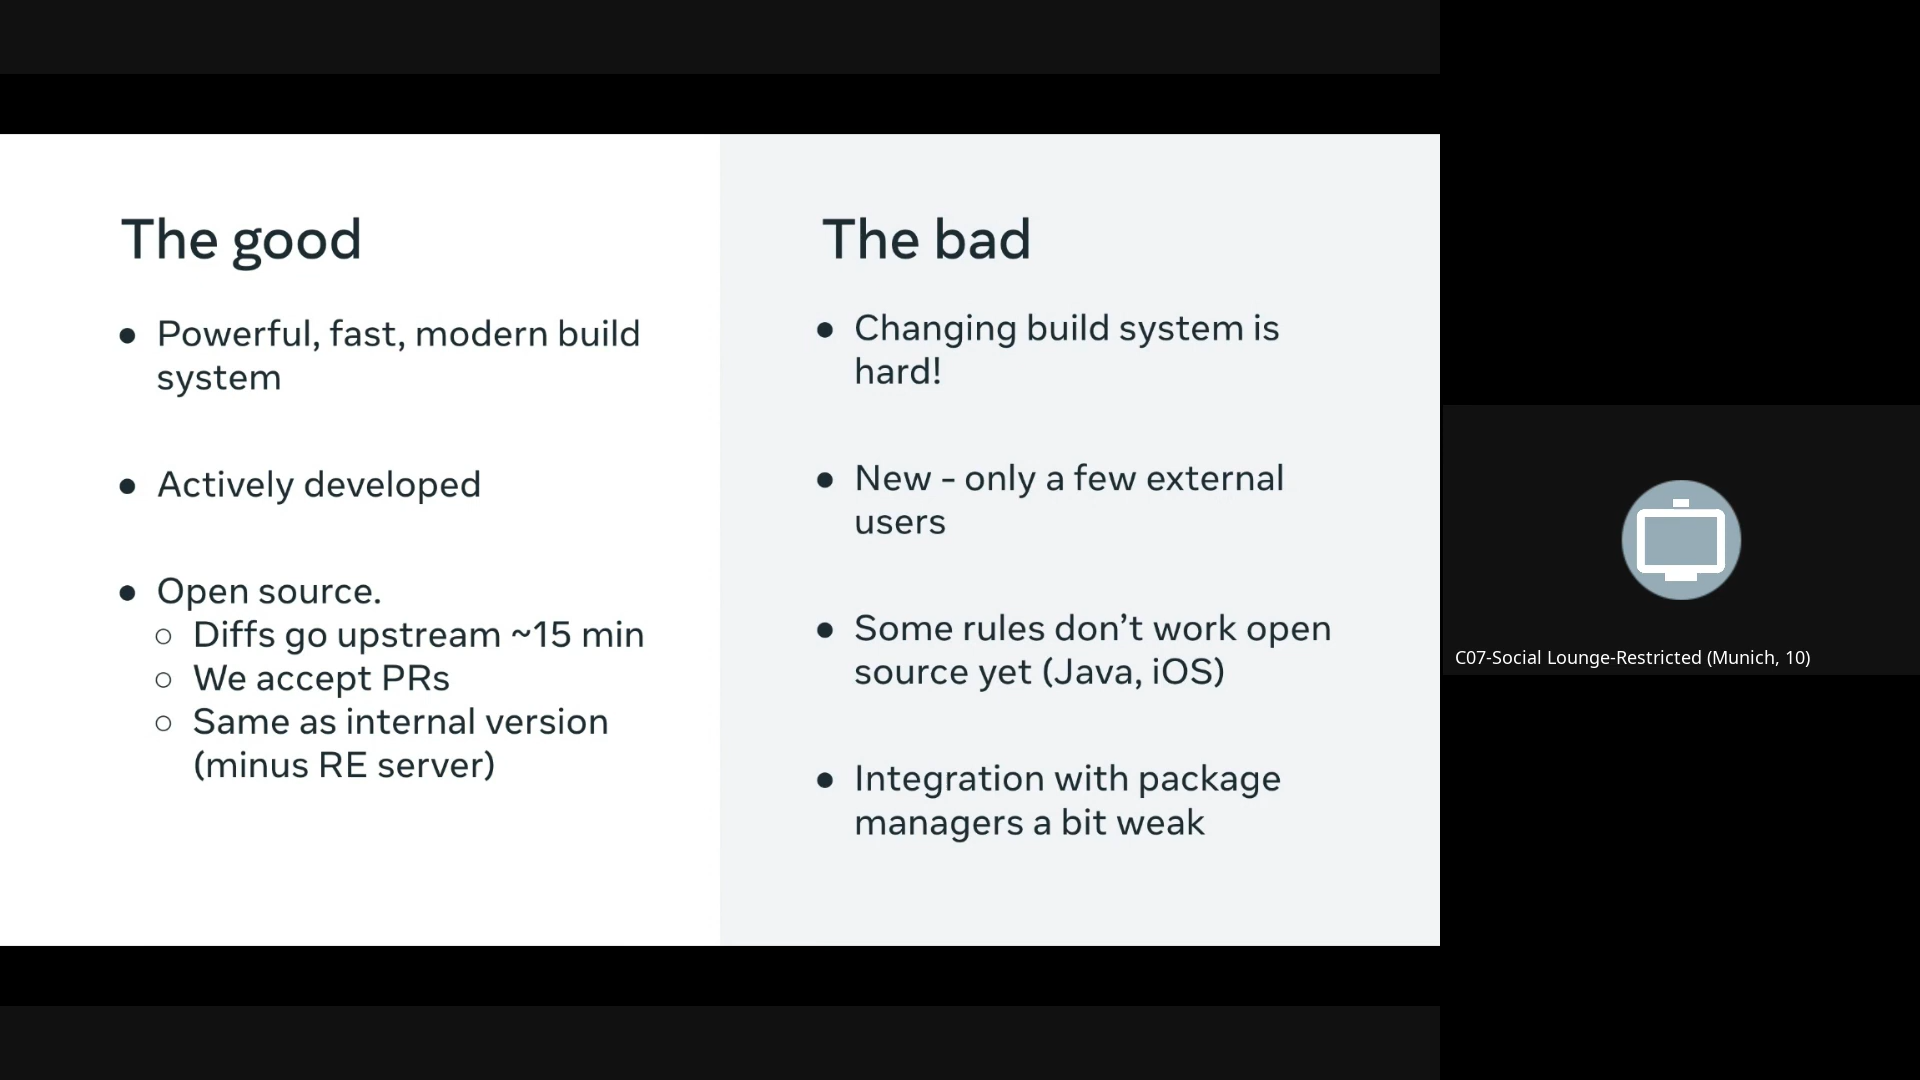 The good
● Powerful, fast, modern build
system
● Actively developed
● Open source.
○ Diffs go upstream ~15 min
○ We accept PRs
○ Same as internal version
(minus RE server)
The bad
● Changing build system is
hard!
● New - only a few external
users
● Some rules don’t work open
source yet (Java, iOS)
● Integration with package
managers a bit weak
C07-Social Lounge-Restricted (Munich, 10)